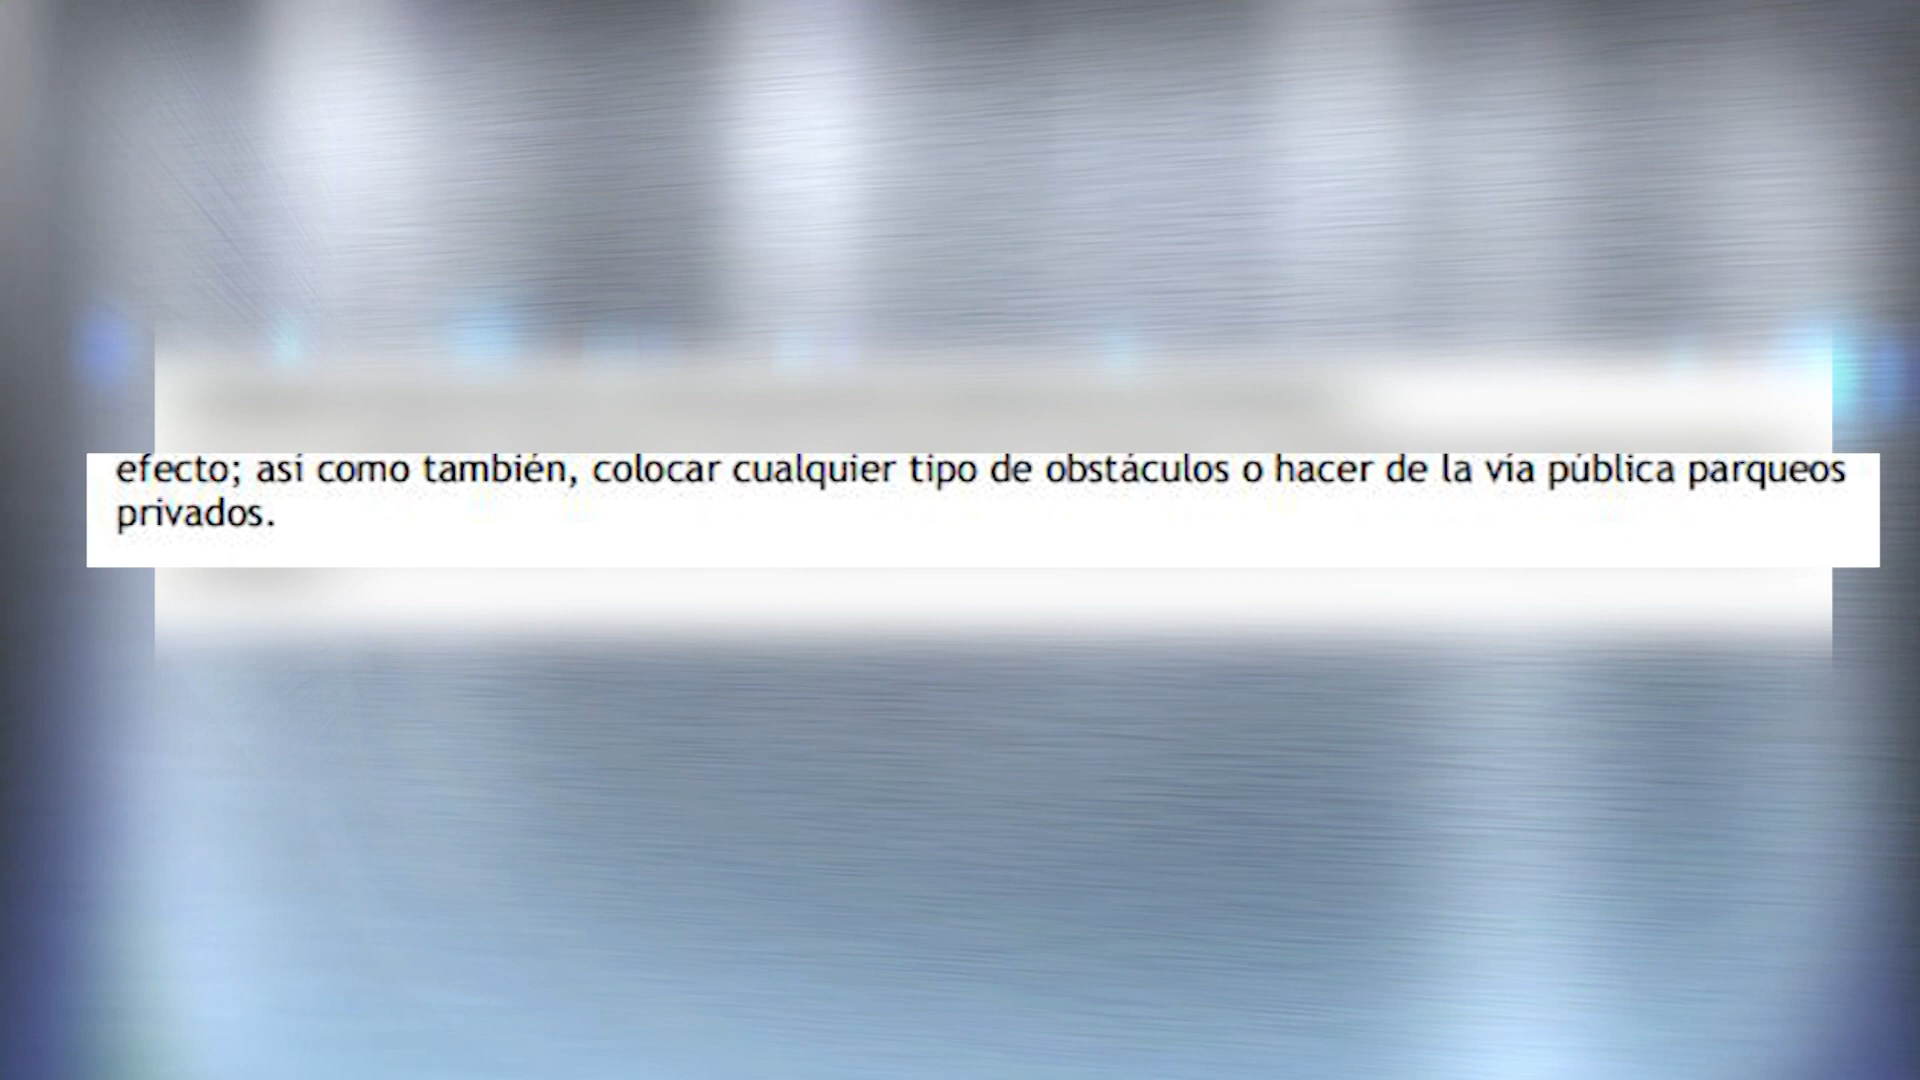 efecto; así como también, colocar cualquier tipo de obstáculos o hacer de la vía pública parqueos
privados.